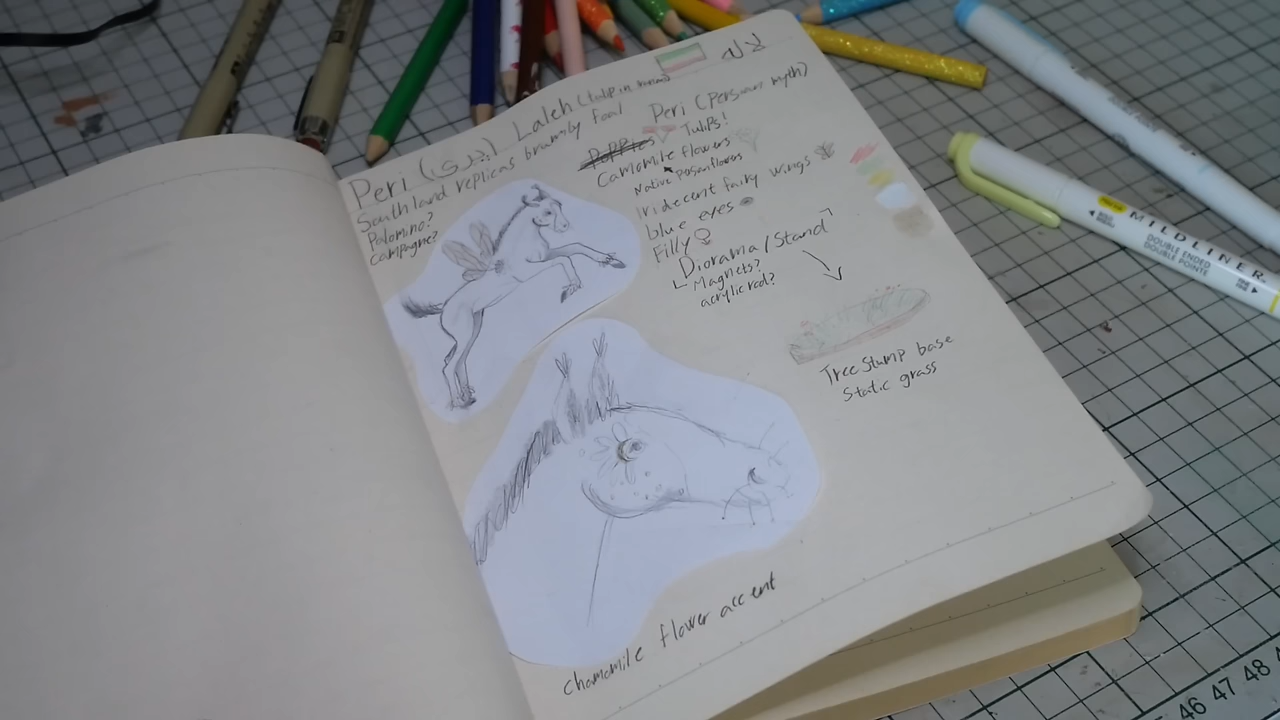 لاله
Laleh (tulip in
Peri (پری)
Peri (Persian myth)
Southland replicas brumby foal
Palomino?
Campagne?
Poppies Tulips!
Camomile flowers
Native Persian flowers
Iridecent fairy wings
blue eyes
Filly ♀
Diorama/Stand
Magnets?
acrylic rod?
Tree Stump base
Static grass
chamomile flower accent
MILDLINER
DOUBLE ENDED
DOUBLE POINTE
46 47 48